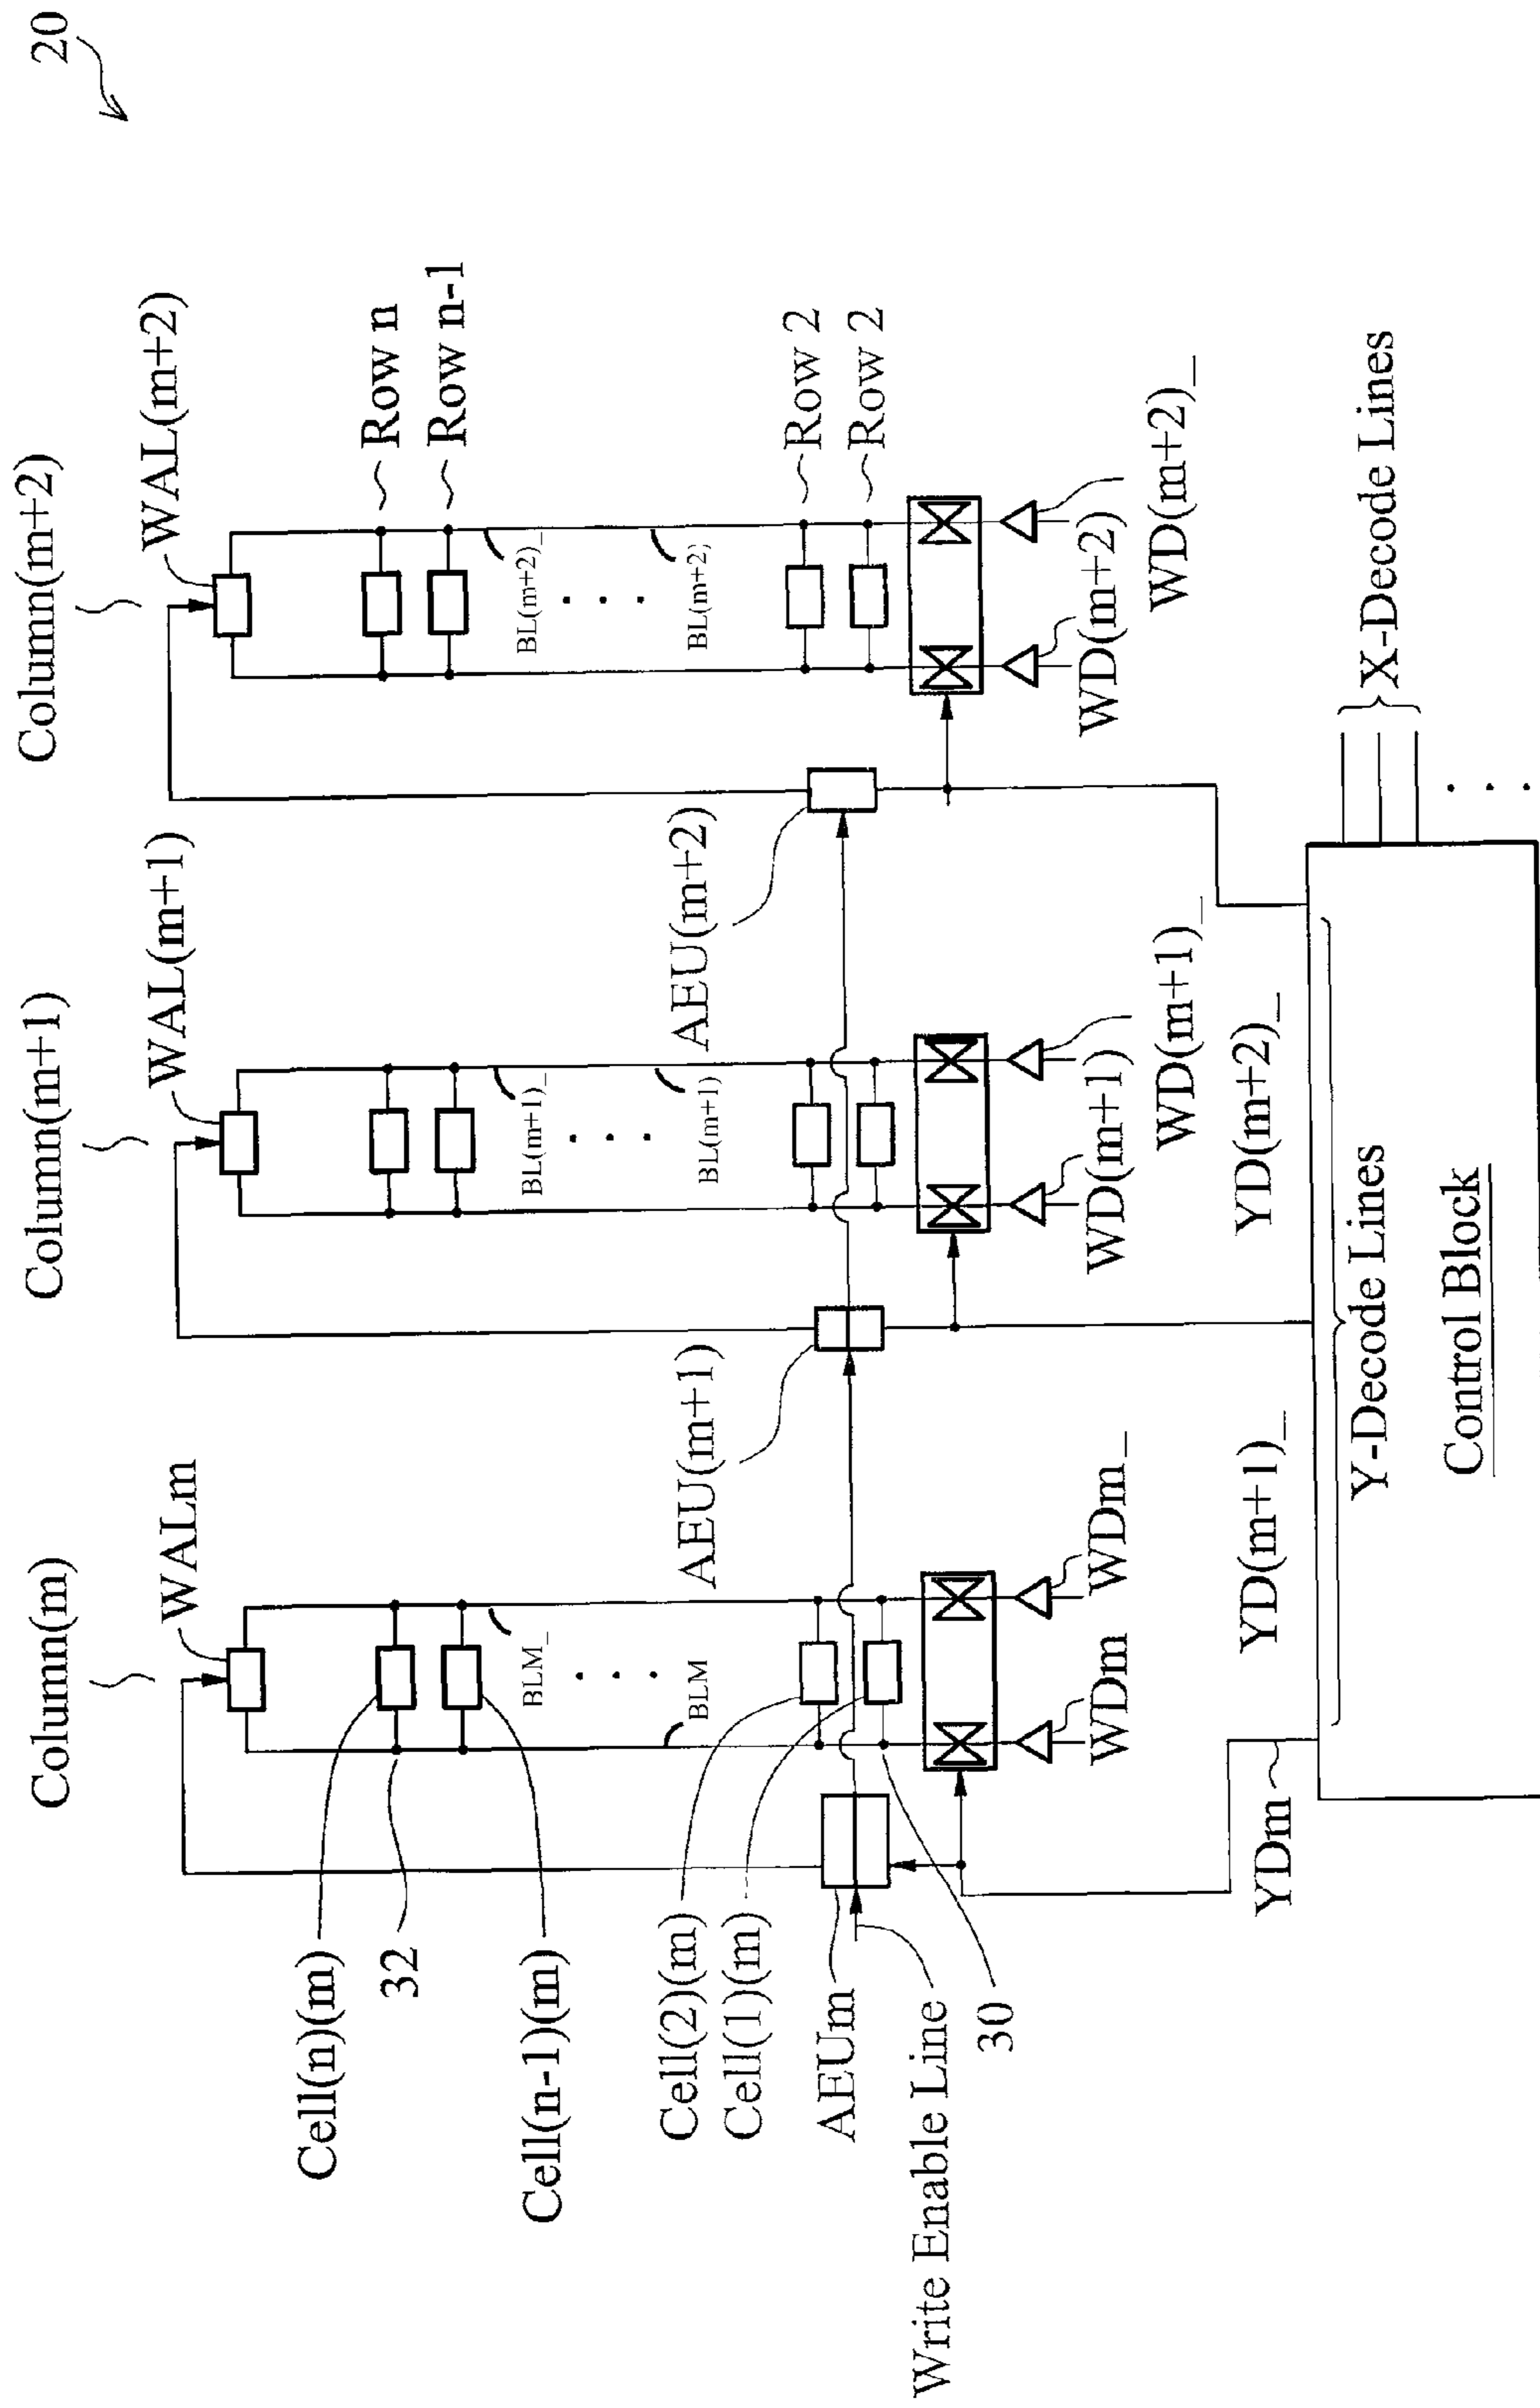 20
Column(m)
Column(m+1)
Column(m+2)
WALm
WAL(m+1)
WAL(m+2)
Cell(n)(m)
Row n
32
Row n-1
Cell(n-1)(m)
BLM_
BL(m+1)_
BL(m+2)_
BLM
BL(m+1)
BL(m+2)
Cell(2)(m)
AEU(m+1)
AEU(m+2)
Row 2
Cell(1)(m)
Row 2
AEUm
Write Enable Line
30
WDm
WDm_
WD(m+1)
WD(m+1)_
WD(m+2)
WD(m+2)_
YDm
YD(m+1)_
YD(m+2)_
Y-Decode Lines
X-Decode Lines
Control Block